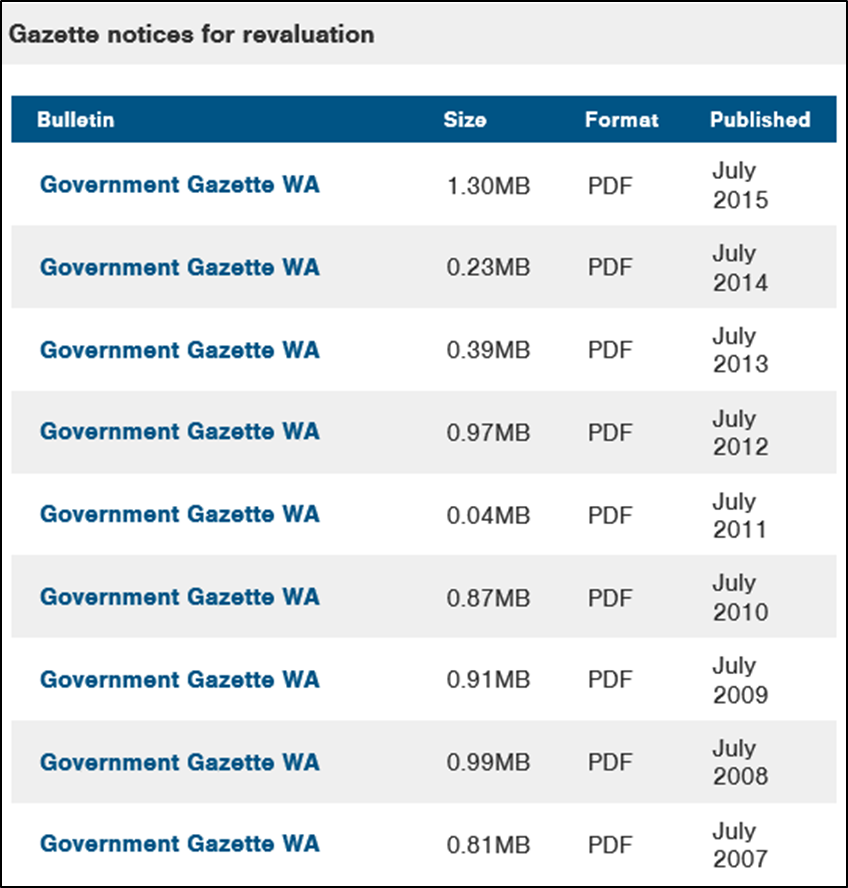 Gazette notices for revaluation
Bulletin Size Format Published
Government Gazette WA 1.30MB PDF July
2015
Government Gazette WA 0.23MB PDF July
2014
Government Gazette WA 0.39MB PDF July
2013
Government Gazette WA 0.97MB PDF July
2012
Government Gazette WA 0.04MB PDF July
2011
Government Gazette WA 0.87MB PDF July
2010
Government Gazette WA 0.91MB PDF July
2009
Government Gazette WA 0.99MB PDF July
2008
Government Gazette WA 0.81MB PDF July
2007